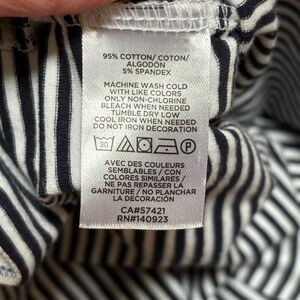 95% COTTON/ COTON/
ALGODÓN
5% SPANDEX
MACHINE WASH COLD
WITH LIKE COLORS
ONLY NON-CHLORINE
BLEACH WHEN NEEDED
TUMBLE DRY LOW
COOL IRON WHEN NEEDED
DO NOT IRON DECORATION
30 P
AVEC DES COULEURS
SEMBLABLES / CON
COLORES SIMILARES /
NE PAS REPASSER LA
GARNITURE / NO PLANCHAR
LA DECORACIÓN
CA#57421
RN#140923